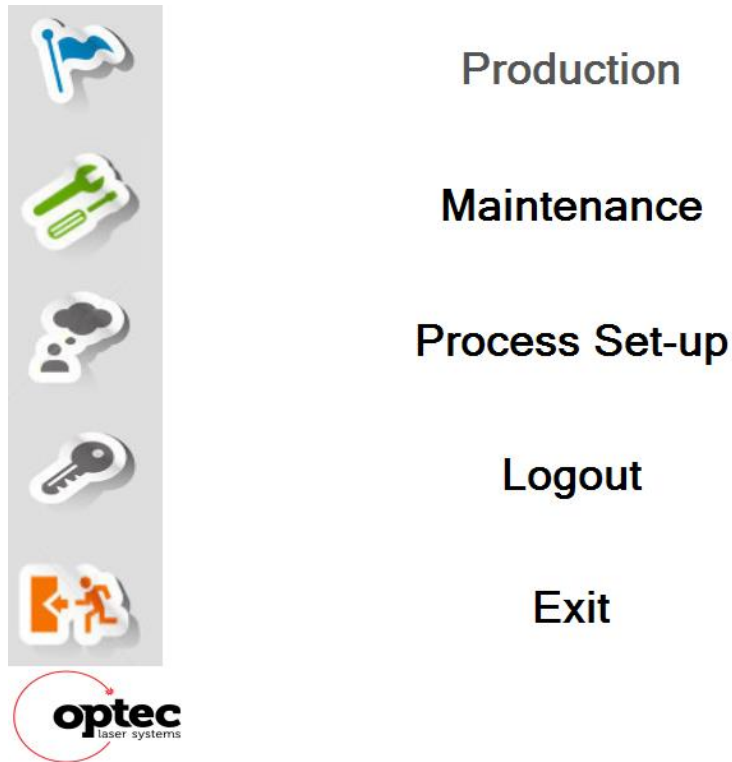 Production
Maintenance
Process Set-up
Logout
Exit
optec
laser systems